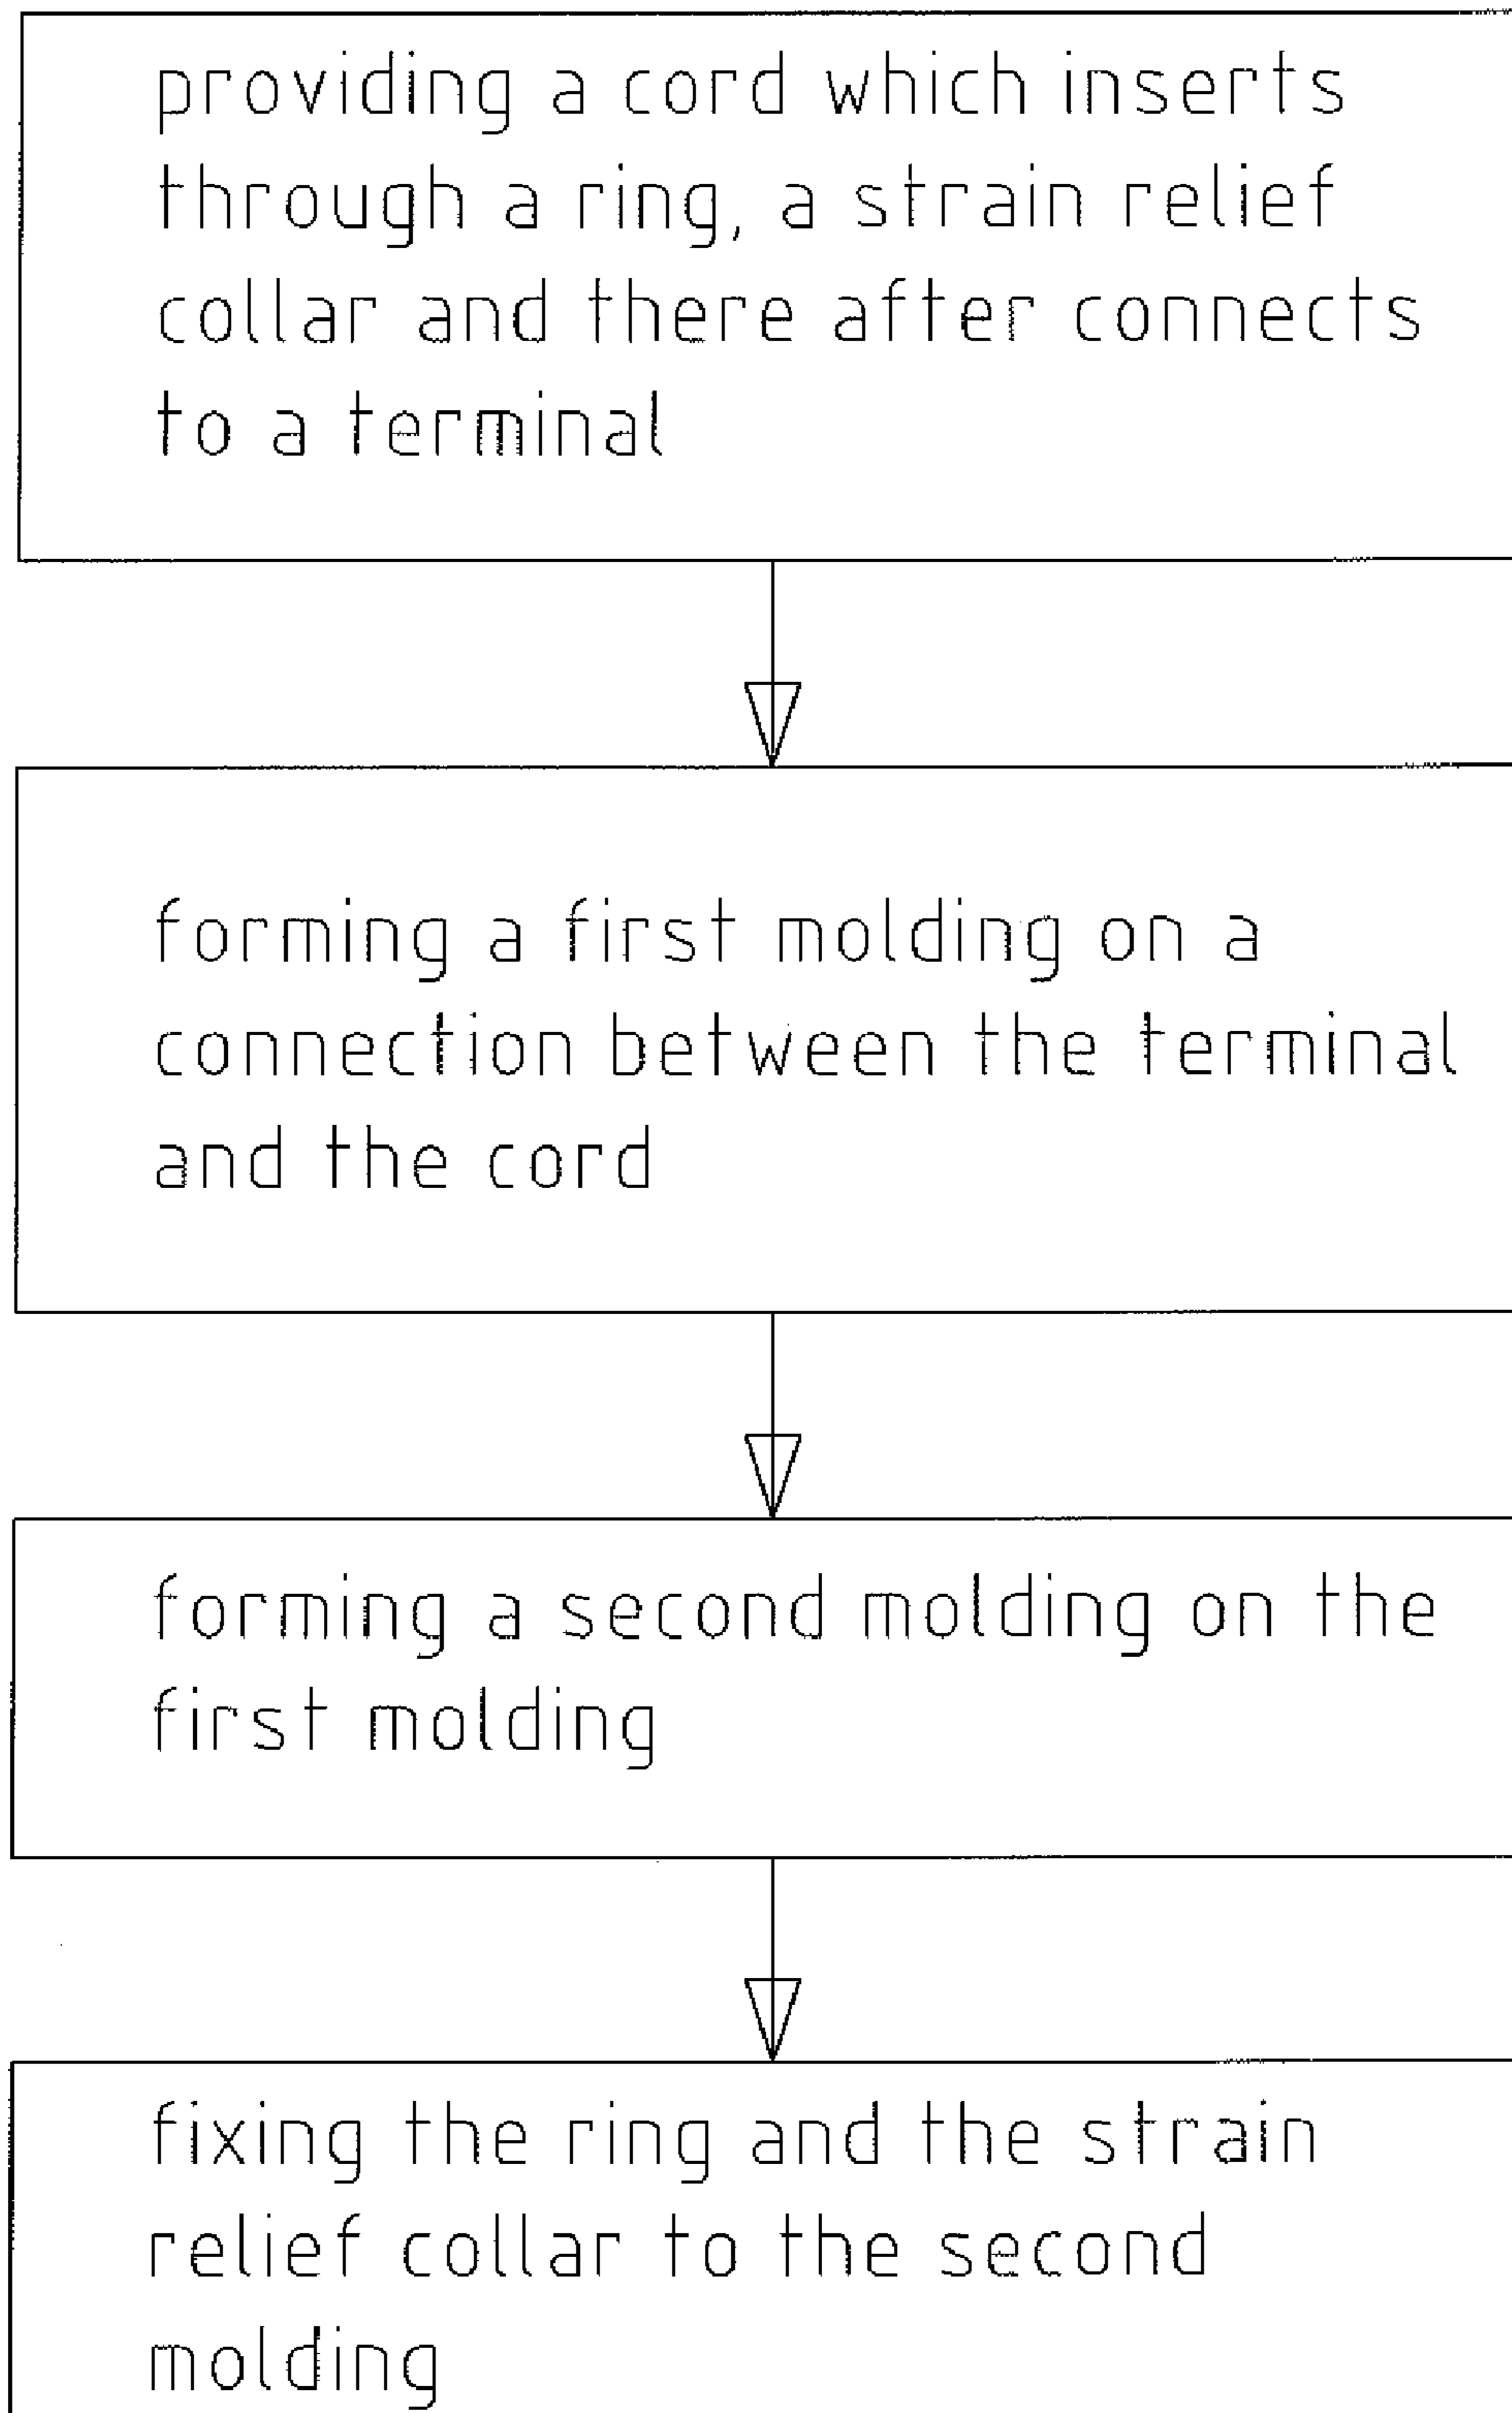 providing a cord which inserts
through a ring, a strain relief
collar and there after connects
to a terminal
forming a first molding on a
connection between the terminal
and the cord
forming a second molding on the
first molding
fixing the ring and the strain
relief collar to the second
molding